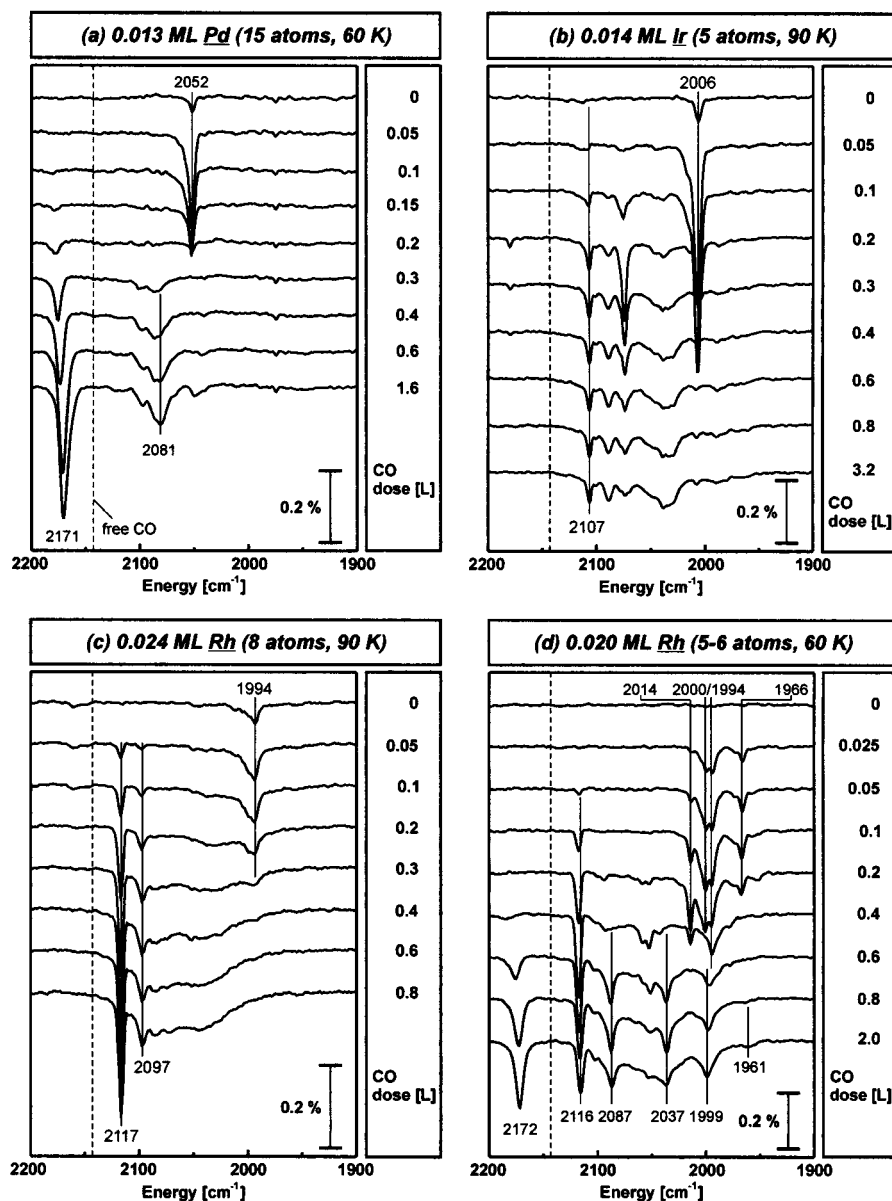 (a) 0.013 ML Pd (15 atoms, 60 K)
2052
0
0.05
0.1
0.15
0.2
0.3
0.4
0.6
1.6
2081
2171
free CO
0.2 %
CO
dose [L]
2200 2100 2000 1900
Energy [cm-1]
(b) 0.014 ML Ir (5 atoms, 90 K)
2006
0
0.05
0.1
0.2
0.3
0.4
0.6
0.8
3.2
2107
0.2 %
CO
dose [L]
2200 2100 2000 1900
Energy [cm-1]
(c) 0.024 ML Rh (8 atoms, 90 K)
1994
0
0.05
0.1
0.2
0.3
0.4
0.6
0.8
2097
2117
0.2 %
CO
dose [L]
2200 2100 2000 1900
Energy [cm-1]
(d) 0.020 ML Rh (5-6 atoms, 60 K)
2014 2000/1994 1966
0
0.025
0.05
0.1
0.2
0.4
0.6
0.8
2.0
1961
2172 2116 2087 2037 1999
0.2 %
CO
dose [L]
2200 2100 2000 1900
Energy [cm-1]